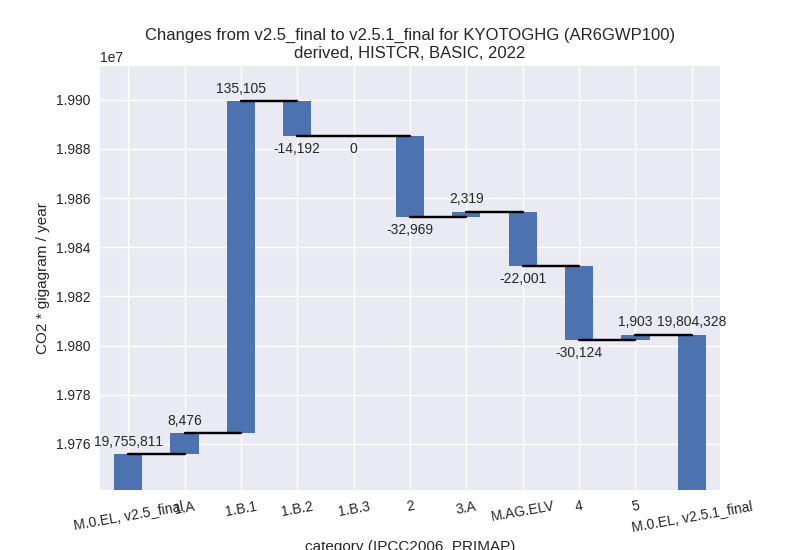 Changes from v2.5_final to v2.5.1_final for KYOTOGHG (AR6GWP100)
derived, HISTCR, BASIC, 2022
1e7
CO2 * gigagram / year
1.990
1.988
1.986
1.984
1.982
1.980
1.978
1.976
19,755,811
8,476
135,105
-14,192
0
-32,969
2,319
-22,001
-30,124
1,903
19,804,328
M.0.EL, v2.5_final
1.A
1.B.1
1.B.2
1.B.3
2
3.A
M.AG.ELV
4
5
M.0.EL, v2.5.1_final
category (IPCC2006_PRIMAP)